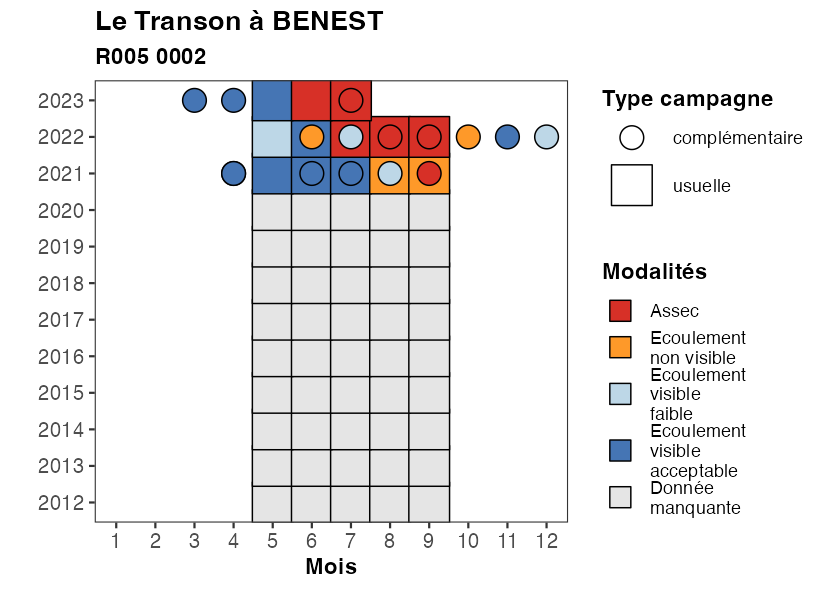 Le Transon à BENEST
R005 0002
2023
2022
2021
2020
2019
2018
2017
2016
2015
2014
2013
2012
1 2 3 4 5 6 7 8 9 10 11 12
Mois
Type campagne
complémentaire
usuelle
Modalités
Assec
Ecoulement
non visible
Ecoulement
visible
faible
Ecoulement
visible
acceptable
Donnée
manquante